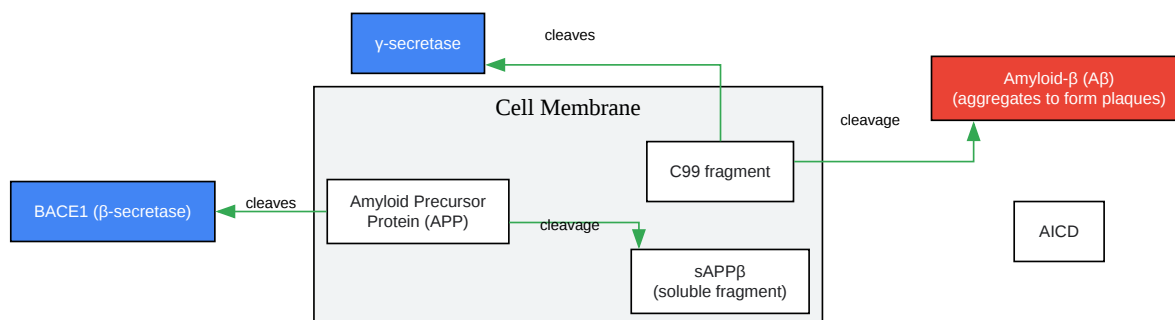 γ-secretase
cleaves
Amyloid-β (Aβ)
(aggregates to form plaques)
Cell Membrane
cleavage
C99 fragment
BACE1 (β-secretase)
cleaves
Amyloid Precursor
Protein (APP)
cleavage
AICD
sAPPβ
(soluble fragment)